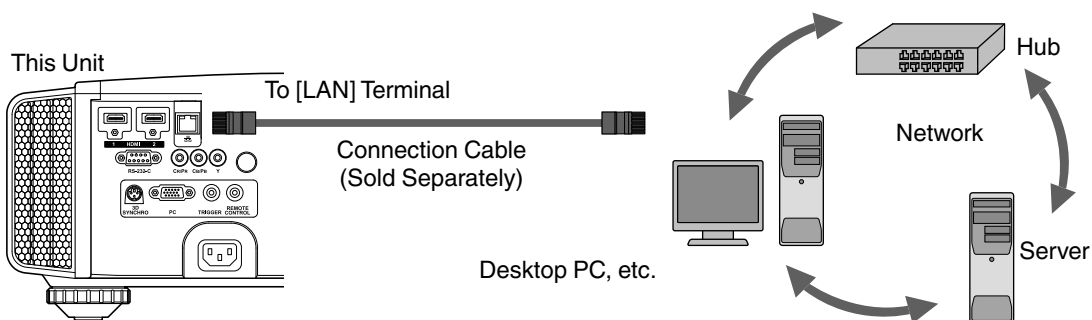 This Unit
To [LAN] Terminal
Connection Cable
(Sold Separately)
Hub
Network
Server
Desktop PC, etc.
1 HDMI 2
RS-232-C CR/PR CB/PB Y
3D
SYNCHRO PC TRIGGER REMOTE
CONTROL